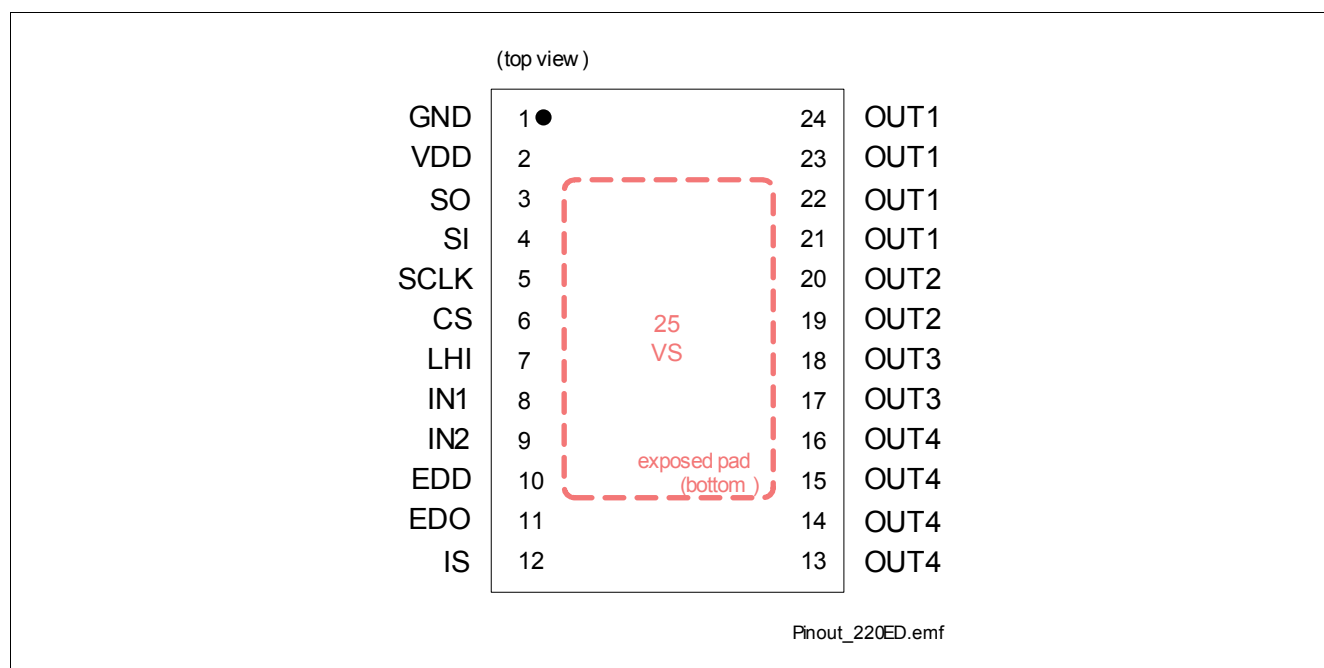 (top view )
GND 1 24 OUT1
VDD 2 23 OUT1
SO 3 22 OUT1
SI 4 21 OUT1
SCLK 5 20 OUT2
CS 6 19 OUT2
25
VS
LHI 7 18 OUT3
IN1 8 17 OUT3
IN2 9 16 OUT4
exposed pad
(bottom )
EDD 10 15 OUT4
EDO 11 14 OUT4
IS 12 13 OUT4
Pinout_220ED.emf